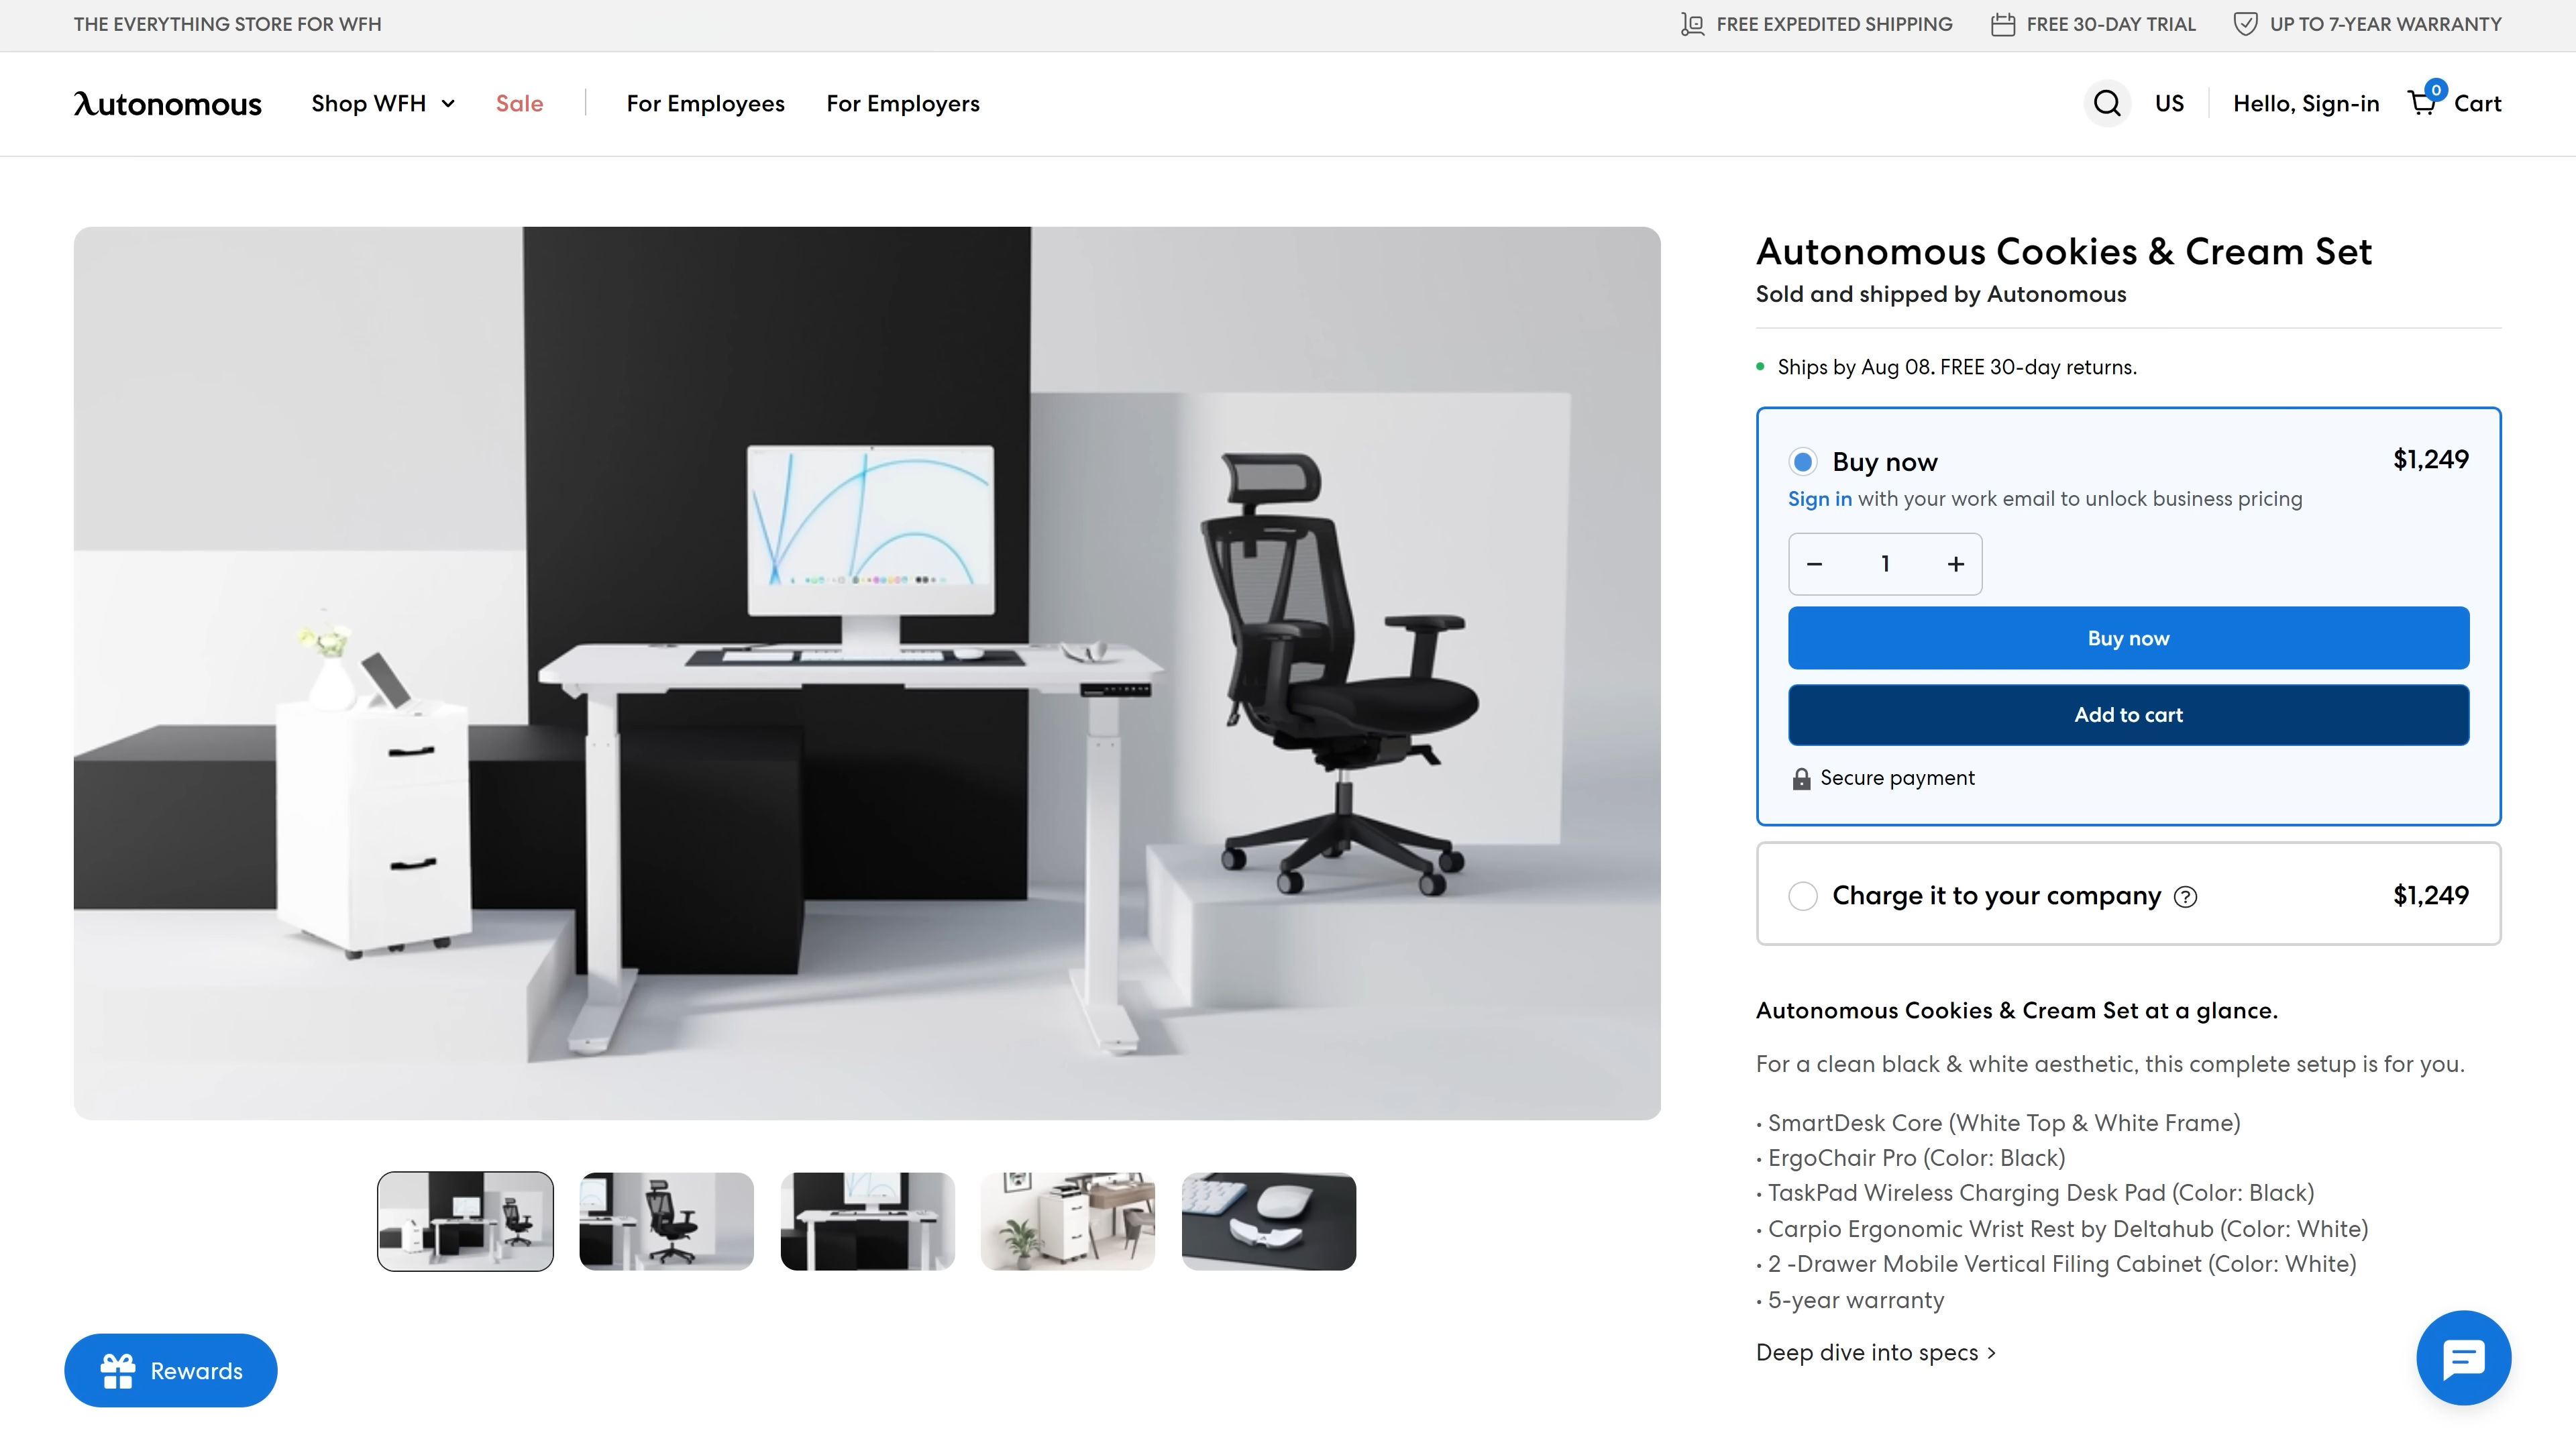 THE EVERYTHING STORE FOR WFH
FREE EXPEDITED SHIPPING
FREE 30-DAY TRIAL
UP TO 7-YEAR WARRANTY
Autonomous
Shop WFH
Sale
For Employees
For Employers
US
Hello, Sign-in
0
Cart
Autonomous Cookies & Cream Set
Sold and shipped by Autonomous
Ships by Aug 08. FREE 30-day returns.
Buy now
$1,249
Sign in with your work email to unlock business pricing
− 1 +
Buy now
Add to cart
Secure payment
Charge it to your company ?
$1,249
Autonomous Cookies & Cream Set at a glance.
For a clean black & white aesthetic, this complete setup is for you.
• SmartDesk Core (White Top & White Frame)
• ErgoChair Pro (Color: Black)
• TaskPad Wireless Charging Desk Pad (Color: Black)
• Carpio Ergonomic Wrist Rest by Deltahub (Color: White)
• 2 -Drawer Mobile Vertical Filing Cabinet (Color: White)
• 5-year warranty
Deep dive into specs >
Rewards